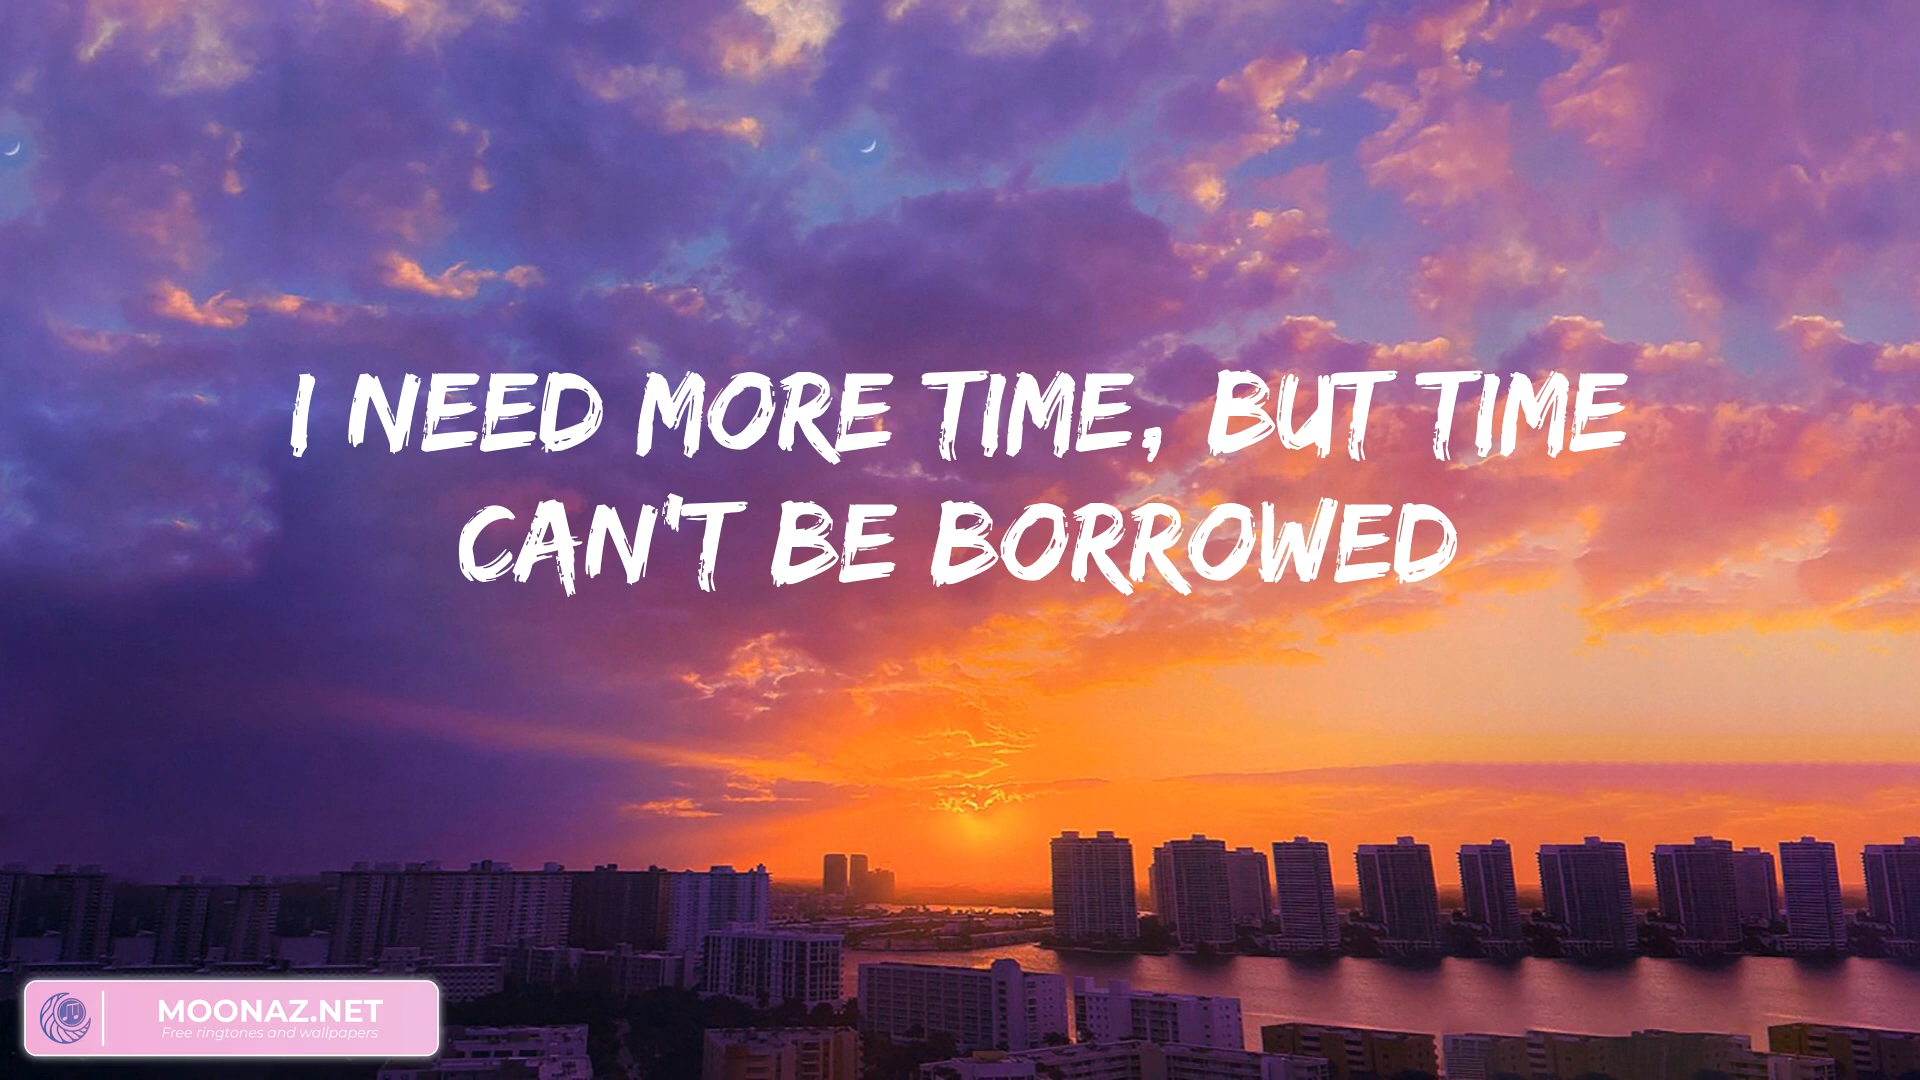 I NEED MORE TIME, BUT TIME
CAN'T BE BORROWED
MOONAZ.NET
Free ringtones and wallpapers